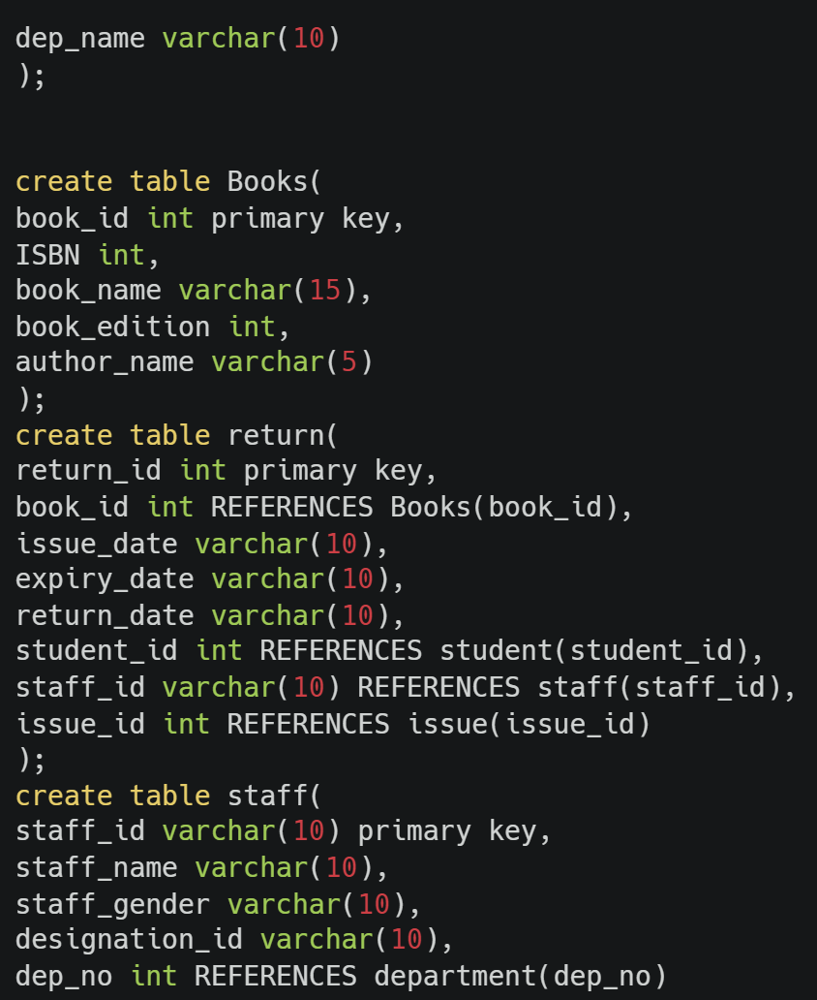 dep_name varchar(10)
);
create table Books(
book_id int primary key,
ISBN int,
book_name varchar(15),
book_edition int,
author_name varchar(5)
);
create table return(
return_id int primary key,
book_id int REFERENCES Books(book_id),
issue_date varchar(10),
expiry_date varchar(10),
return_date varchar(10),
student_id int REFERENCES student(student_id),
staff_id varchar(10) REFERENCES staff(staff_id),
issue_id int REFERENCES issue(issue_id)
);
create table staff(
staff_id varchar(10) primary key,
staff_name varchar(10),
staff_gender varchar(10),
designation_id varchar(10),
dep_no int REFERENCES department(dep_no)